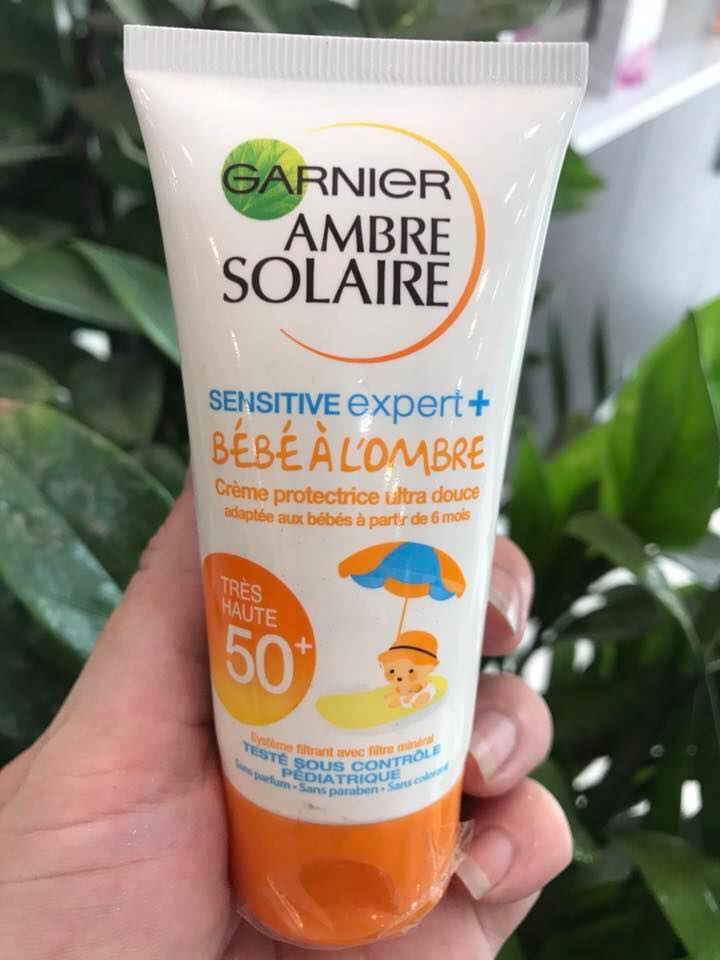 GARNIER
AMBRE
SOLAIRE
SENSITIVE expert+
BÉBÉ À L'OMBRE
Crème protectrice ultra douce
adaptée aux bébés à partir de 6 mois
TRÈS
HAUTE
50+
Système filtrant avec filtre minéral
TESTÉ SOUS CONTRÔLE
PÉDIATRIQUE
Sans parfum • Sans paraben • Sans colorant